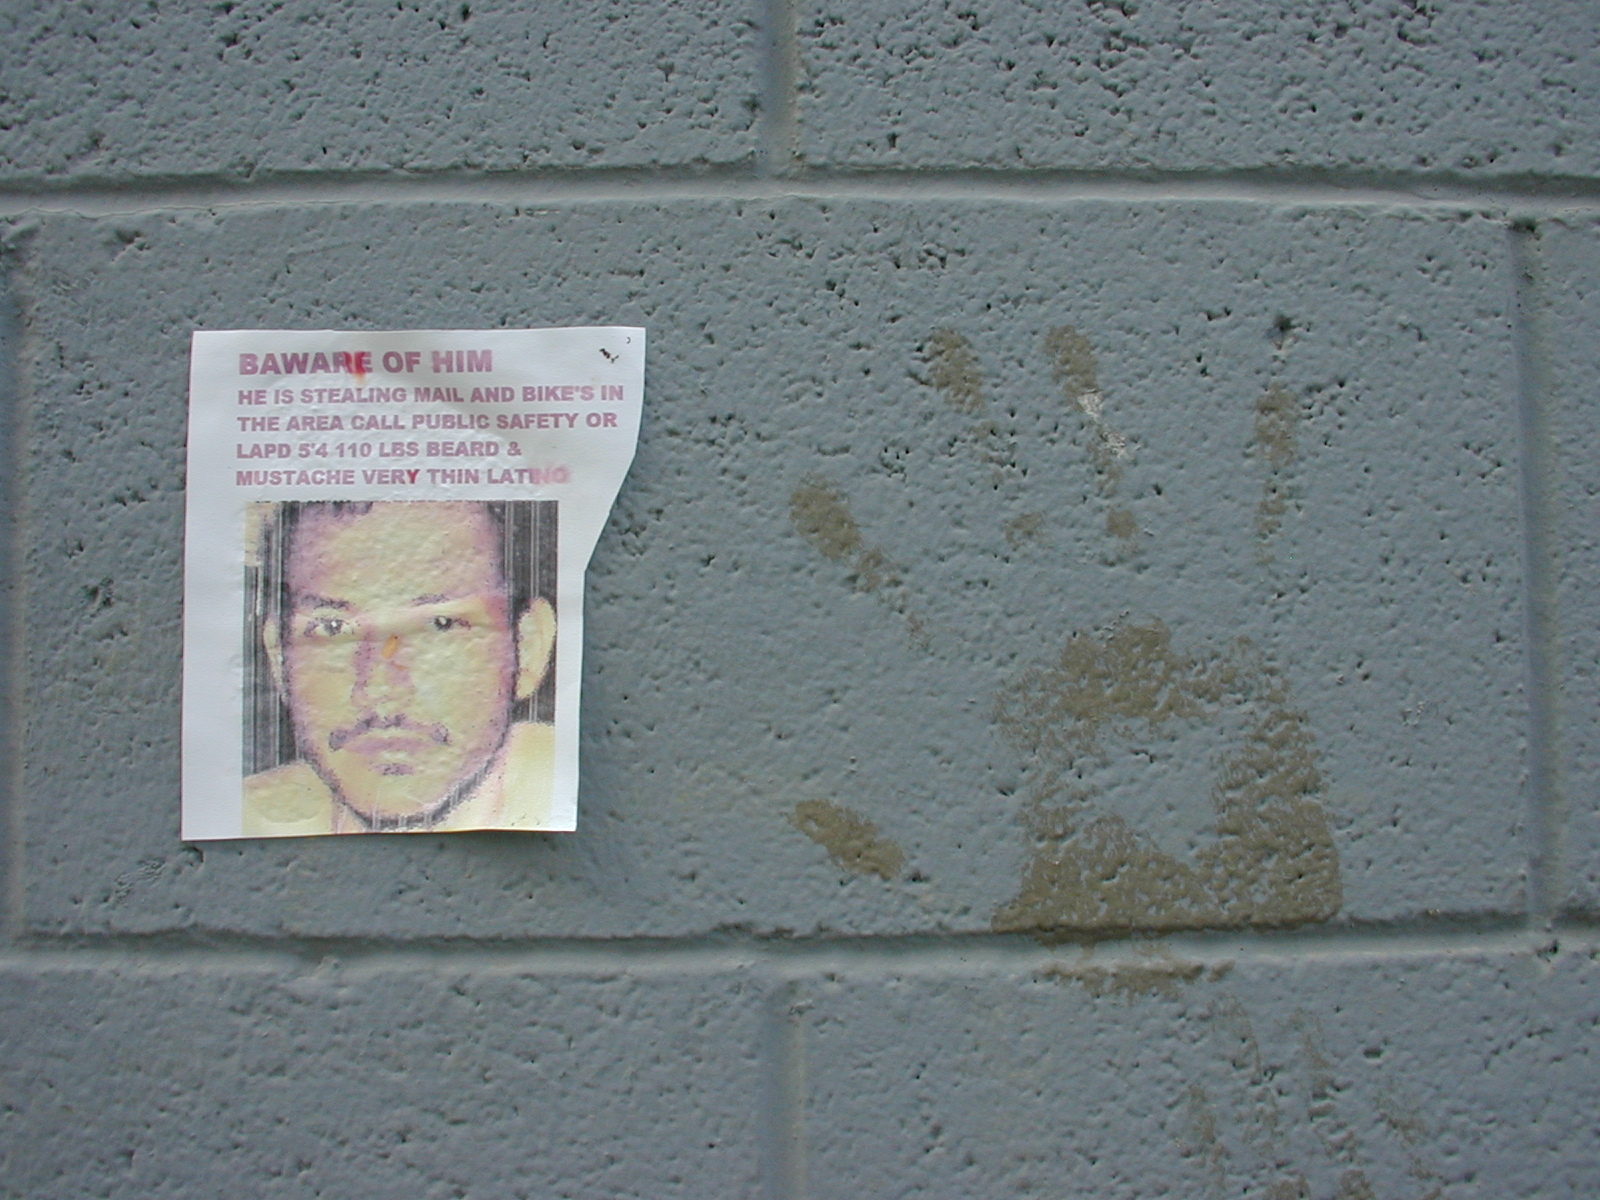 BAWARE OF HIM
HE IS STEALING MAIL AND BIKE'S IN
THE AREA CALL PUBLIC SAFETY OR
LAPD 5'4 110 LBS BEARD &
MUSTACHE VERY THIN LATINO